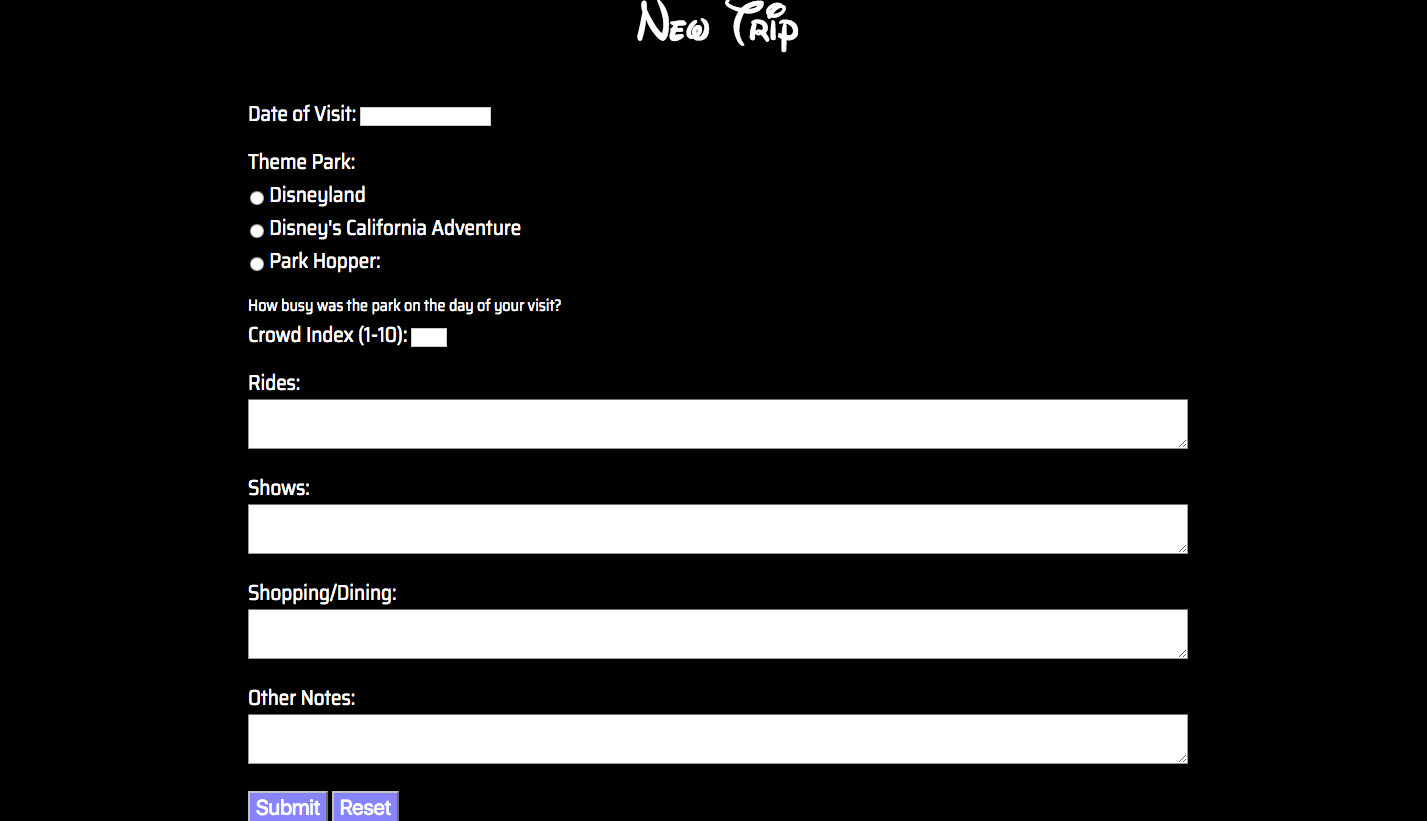 New Trip
Date of Visit:
Theme Park:
Disneyland
Disney's California Adventure
Park Hopper:
How busy was the park on the day of your visit?
Crowd Index (1-10):
Rides:
Shows:
Shopping/Dining:
Other Notes:
Submit Reset